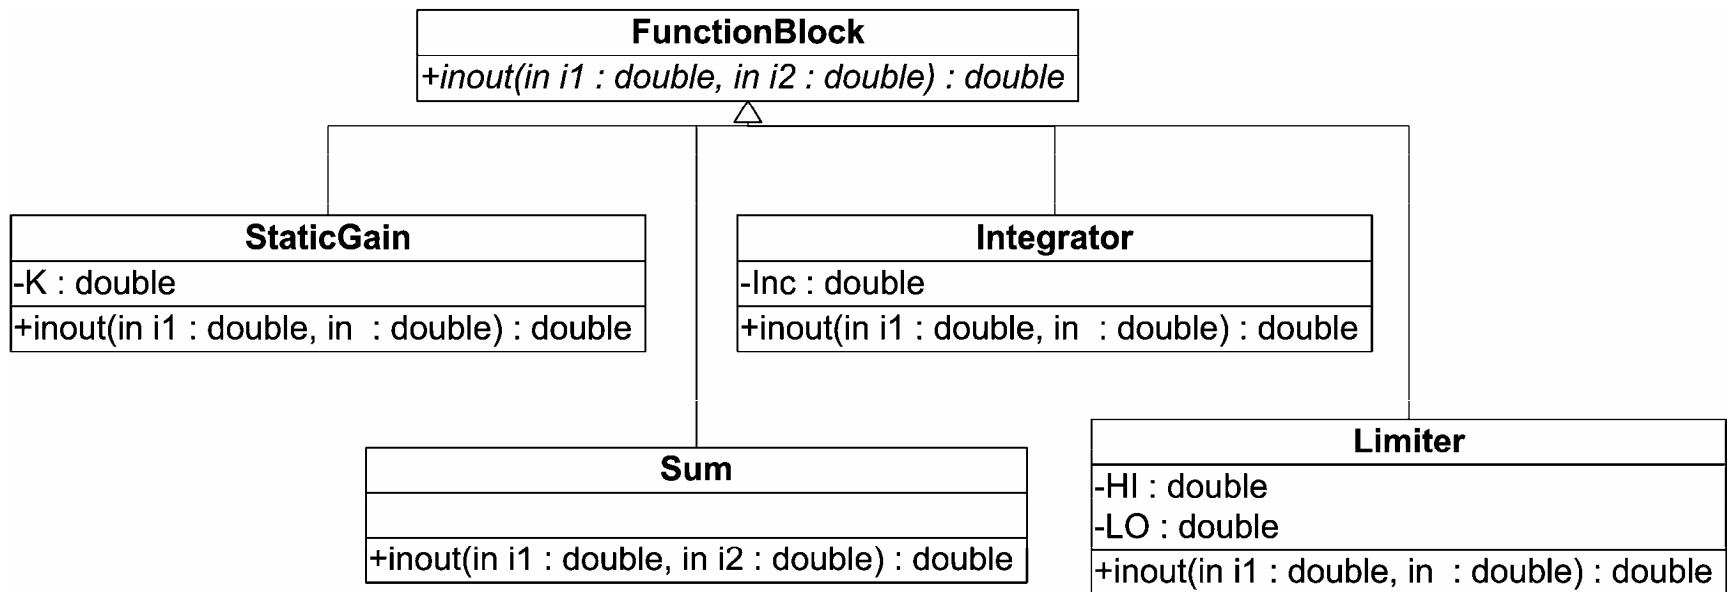 FunctionBlock
+inout(in i1 : double, in i2 : double) : double
StaticGain
-K : double
+inout(in i1 : double, in  : double) : double
Integrator
-Inc : double
+inout(in i1 : double, in  : double) : double
Sum
+inout(in i1 : double, in i2 : double) : double
Limiter
-HI : double
-LO : double
+inout(in i1 : double, in  : double) : double